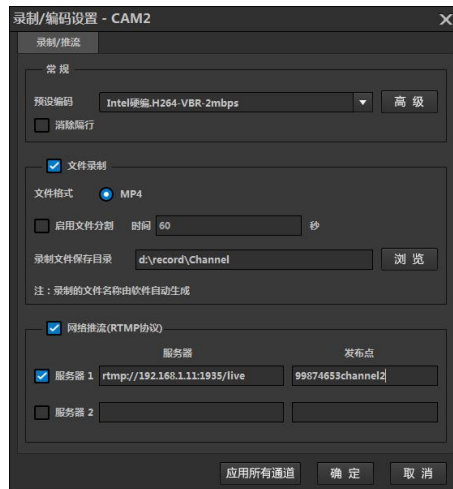 录制/编码设置 - CAM2
录制/推流
常 规
预设编码 Intel硬编.H264-VBR-2mbps 高 级
消除隔行
文件录制
文件格式 MP4
启用文件分割 时间 60 秒
录制文件保存目录 d:\record\Channel 浏 览
注：录制的文件名称由软件自动生成
网络推流(RTMP协议)
服务器 发布点
服务器 1 rtmp://192.168.1.11:1935/live 99874653channel2
服务器 2
应用所有通道 确 定 取 消